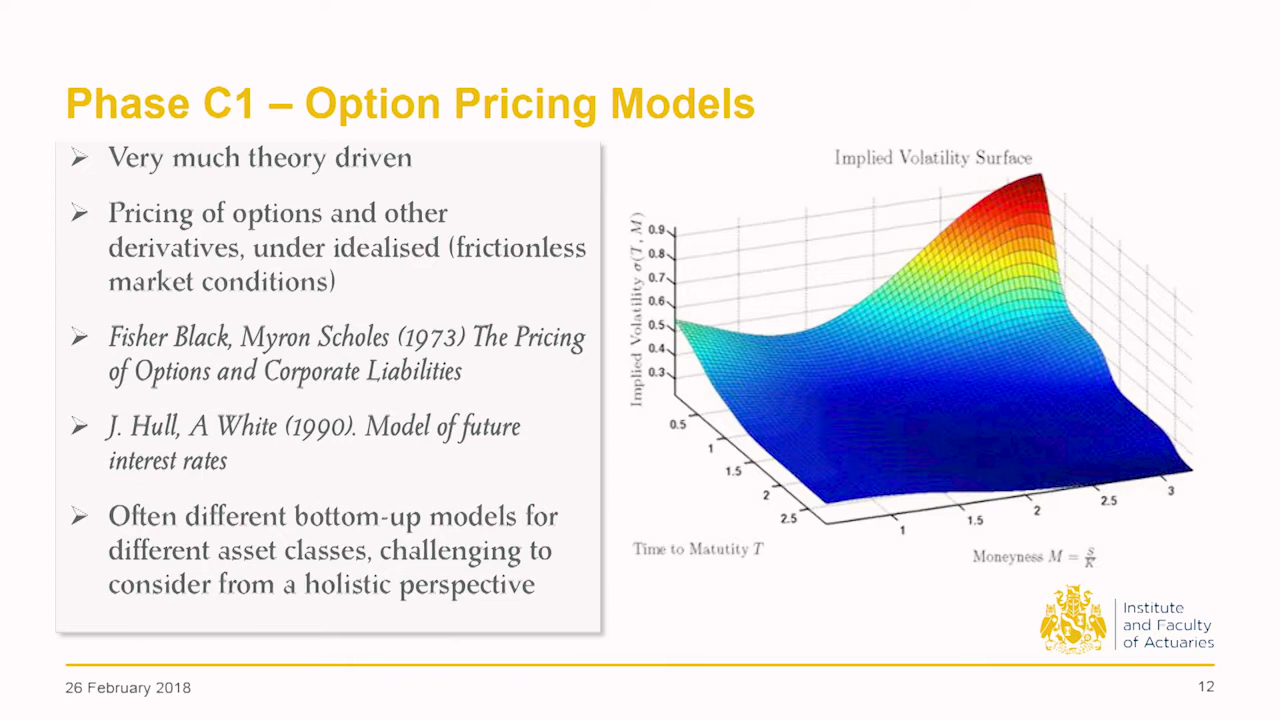 Phase C1 – Option Pricing Models
➢ Very much theory driven
➢ Pricing of options and other
derivatives, under idealised (frictionless
market conditions)
➢ Fisher Black, Myron Scholes (1973) The Pricing
of Options and Corporate Liabilities
➢ J. Hull, A White (1990). Model of future
interest rates
➢ Often different bottom-up models for
different asset classes, challenging to
consider from a holistic perspective
Implied Volatility Surface
Implied Volatility σ(T, M)
0.9
0.8
0.7
0.6
0.5
0.4
0.3
0.5
1
1.5
2
2.5
Time to Matutity T
1
1.5
2
2.5
3
Moneyness M = S/K
Institute
and Faculty
of Actuaries
26 February 2018
12